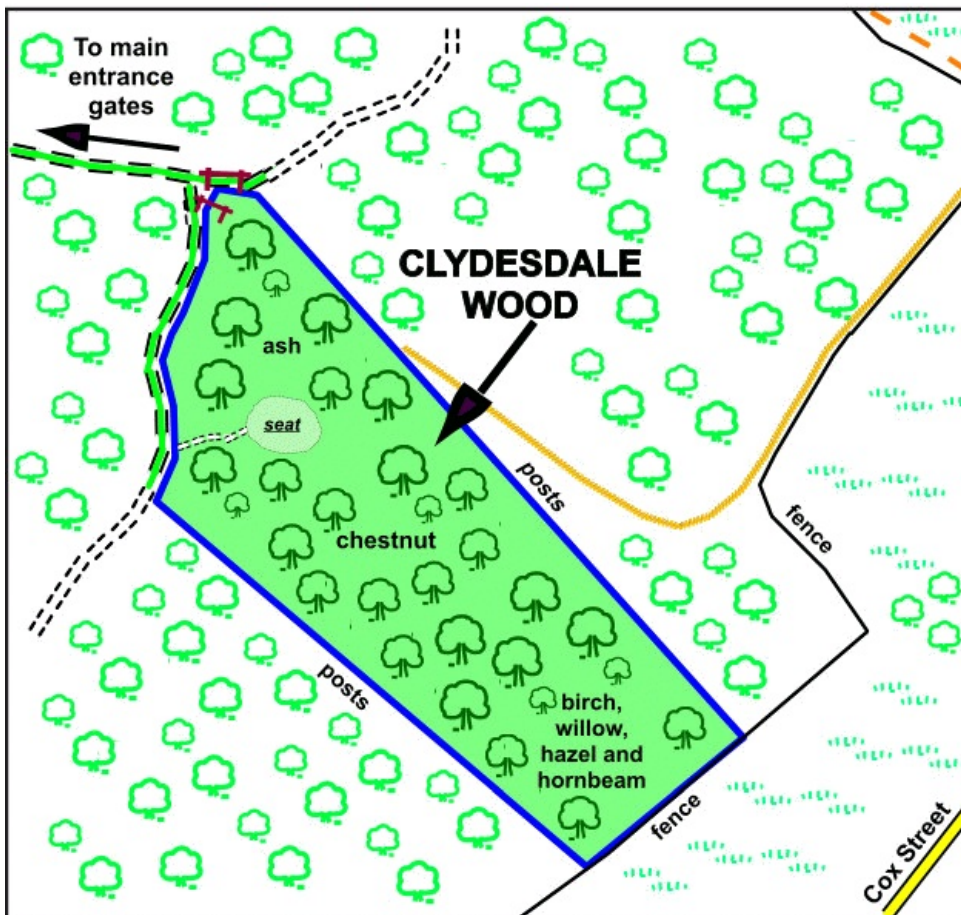 To main
entrance
gates
CLYDESDALE
WOOD
ash
seat
posts
fence
chestnut
posts
birch,
willow,
hazel and
hornbeam
fence
Cox Street